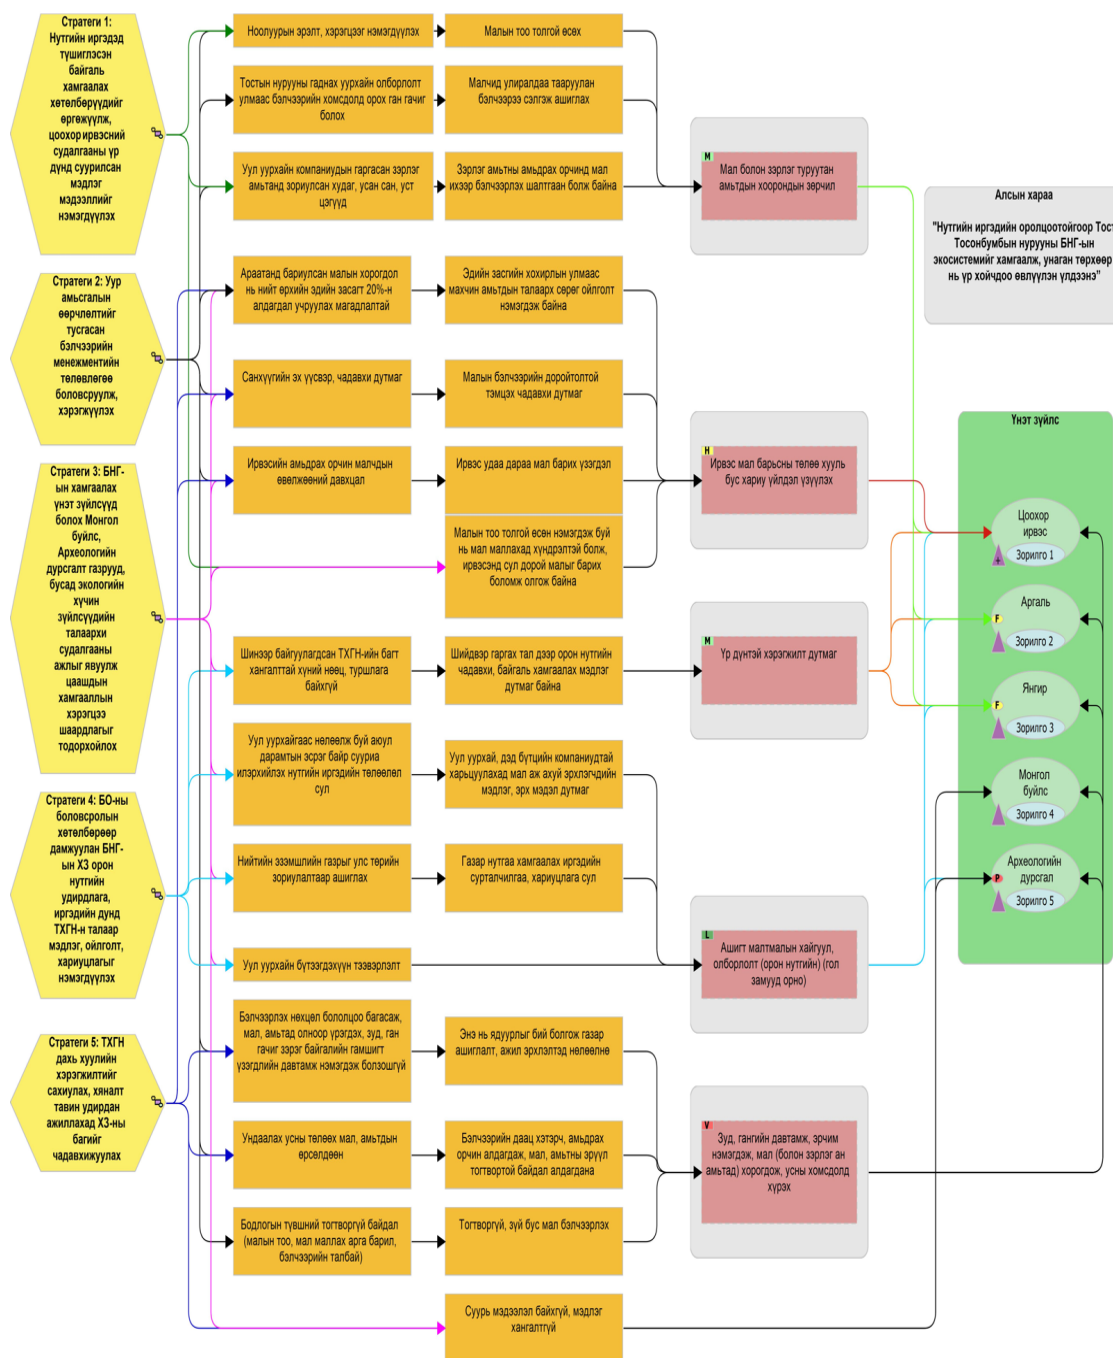 Стратеги 1:
Нутгийн иргэдэд
түшиглэсэн
байгаль
хамгаалах
хөтөлбөрүүдийг
өргөжүүлж,
цоохор ирвэсний
судалгааны үр
дүнд суурилсан
мэдлэг
мэдээллийг
нэмэгдүүлэх
Стратеги 2: Уур
амьсгалын
өөрчлөлтийг
тусгасан
бэлчээрийн
менежментийн
төлөвлөгөө
боловсруулж,
хэрэгжүүлэх
Стратеги 3: БНГ-
ын хамгаалах
үнэт зүйлсүүд
болох Монгол
бүйлс,
Археологийн
дурсгалт газрууд,
бусад экологийн
хүчин
зүйлсүүдийн
талаархи
судалгааны
ажлыг явуулж
цаашдын
хамгааллын
хэрэгцээ
шаардлагыг
тодорхойлох
Стратеги 4: БО-ны
боловсролын
хөтөлбөрөөр
дамжуулан БНГ-
ын ХЗ орон
нутгийн
удирдлага,
иргэдийн дунд
ТХГН-н талаар
мэдлэг, ойлголт,
хариуцлагыг
нэмэгдүүлэх
Стратеги 5: ТХГН
дахь хуулийн
хэрэгжилтийг
сахиулах, хяналт
тавин удирдан
ажиллахад ХЗ-ны
багийг
чадавхижуулах
Ноолуурын эрэлт, хэрэгцээг нэмэгдүүлэх
Малын тоо толгой өсөх
Тостын нурууны гаднах уурхайн олборлолт
улмаас бэлчээрийн хомсдолд орох ган гачиг
болох
Малчид улиралдаа тааруулан
бэлчээрээ сэлгэж ашиглах
Уул уурхайн компаниудын гаргасан зэрлэг
амьтанд зориулсан худаг, усан сан, уст
цэгүүд
Зэрлэг амьтны амьдрах орчинд мал
ихээр бэлчээрлэх шалтгаан болж байна
Араатанд бариулсан малын хорогдол
нь нийт өрхийн эдийн засагт 20%-н
алдагдал учруулах магадлалтай
Эдийн засгийн хохирлын улмаас
махчин амьтдын талаарх сөрөг ойлголт
нэмэгдэж байна
Санхүүгийн эх үүсвэр, чадавхи дутмаг
Малын бэлчээрийн доройтолтой
тэмцэх чадавхи дутмаг
Ирвэсийн амьдрах орчин малчдын
өвөлжөөний давхцал
Ирвэс удаа дараа мал барих үзэгдэл
Малын тоо толгой өсөн нэмэгдэж буй
нь мал маллахад хүндрэлтэй болж,
ирвэсэнд сул дорой малыг барих
боломж олгож байна
Шинээр байгуулагдсан ТХГН-ийн багт
хангалттай хүний нөөц, туршлага
байхгүй
Шийдвэр гаргах тал дээр орон нутгийн
чадавхи, байгаль хамгаалах мэдлэг
дутмаг байна
Уул уурхайгаас нөлөөлж буй аюул
дарамтын эсрэг байр сууриа
илэрхийлэх нутгийн иргэдийн төлөөлөл
сул
Уул уурхай, дэд бүтцийн компаниудтай
харьцуулахад мал аж ахуй эрхлэгчдийн
мэдлэг, эрх мэдэл дутмаг
Нийтийн эзэмшлийн газрыг улс төрийн
зориулалтаар ашиглах
Газар нутгаа хамгаалах иргэдийн
сурталчилгаа, хариуцлага сул
Уул уурхайн бүтээгдэхүүн тээвэрлэлт
Бэлчээрлэх нөхцөл бололцоо багасаж,
мал, амьтад олноор үрэгдэх, зуд, ган
гачиг зэрэг байгалийн гамшигт
үзэгдлийн давтамж нэмэгдэж болзошгүй
Энэ нь ядуурлыг бий болгож газар
ашиглалт, ажил эрхлэлтэд нөлөөлнө
Ундаалах усны төлөөх мал, амьтдын
өрсөлдөөн
Бэлчээрийн даац хэтэрч, амьдрах
орчин алдагдаж, мал, амьтны эрүүл
тогтвортой байдал алдагдана
Бодлогын түвшний тогтворгүй байдал
(малын тоо, мал маллах арга барил,
бэлчээрийн талбай)
Тогтворгүй, зүй бус мал бэлчээрлэх
Суурь мэдээлэл байхгүй, мэдлэг
хангалтгүй
M
Мал болон зэрлэг туруутан
амьтдын хоорондын зөрчил
H
Ирвэс мал барьсны төлөө хууль
бус хариу үйлдэл үзүүлэх
M
Үр дүнтэй хэрэгжилт дутмаг
L
Ашигт малтмалын хайгуул,
олборлолт (орон нутгийн) (гол
замууд орно)
V
Зуд, гангийн давтамж, эрчим
нэмэгдэж, мал (болон зэрлэг ан
амьтад) хорогдож, усны хомсдолд
хүрэх
Алсын хараа
"Нутгийн иргэдийн оролцоотойгоор Тост
Тосонбумбын нурууны БНГ-ын
экосистемийг хамгаалж, унаган төрхөөр
нь үр хойчдоо өвлүүлэн үлдээнэ”
Үнэт зүйлс
Цоохор
ирвэс
+
Зорилго 1
Аргаль
F
Зорилго 2
Янгир
F
Зорилго 3
Монгол
бүйлс
Зорилго 4
Археологийн
дурсгал
P
Зорилго 5